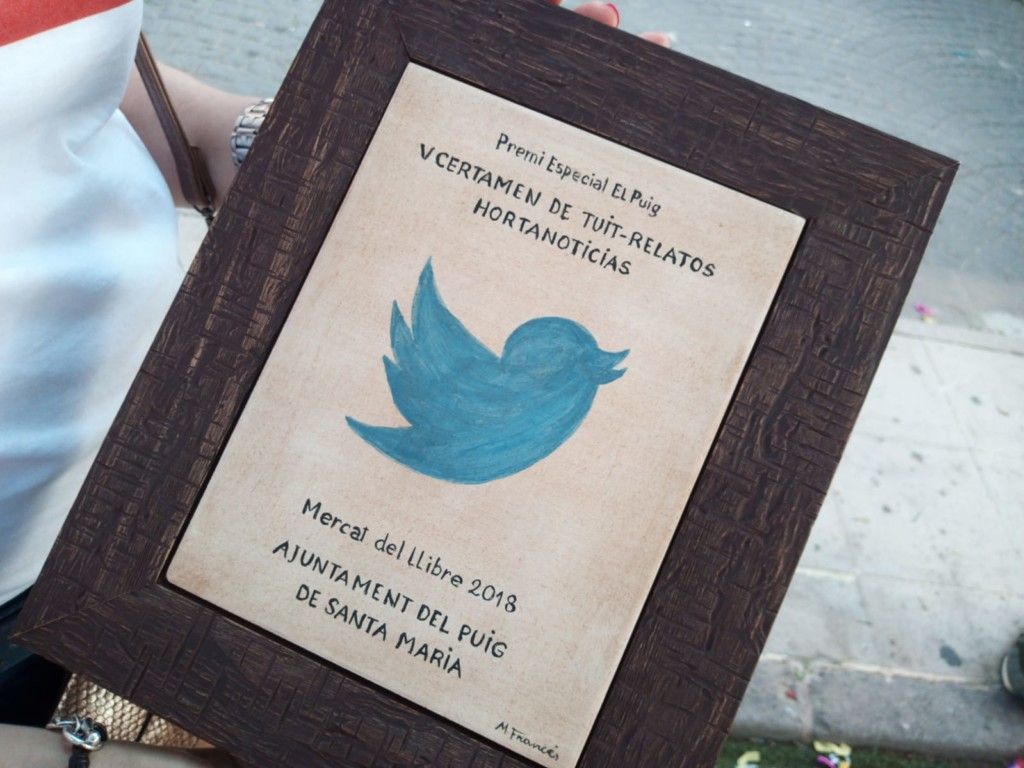 Premi Especial El Puig
V CERTAMEN DE TUIT-RELATOS
HORTANOTICIAS
Mercat del Llibre 2018
AJUNTAMENT DEL PUIG
DE SANTA MARIA
M. Francés